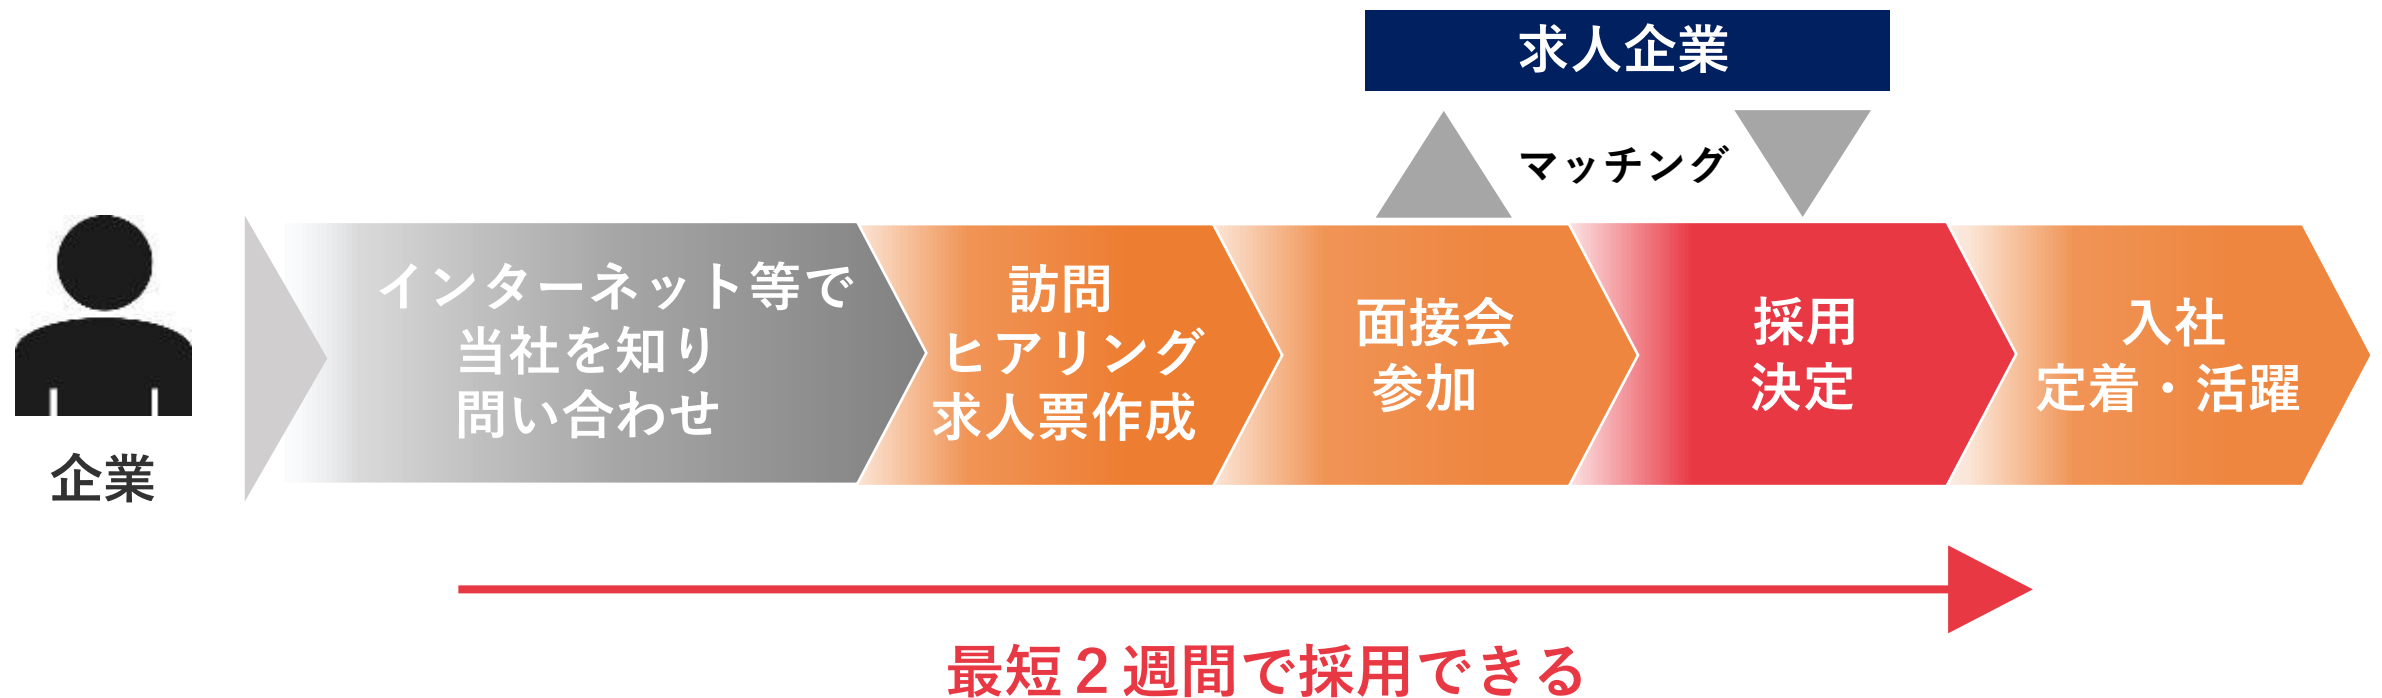 求人企業
マッチング
企業
インターネット等で
当社を知り
問い合わせ
訪問
ヒアリング
求人票作成
面接会
参加
採用
決定
入社
定着・活躍
最短２週間で採用できる